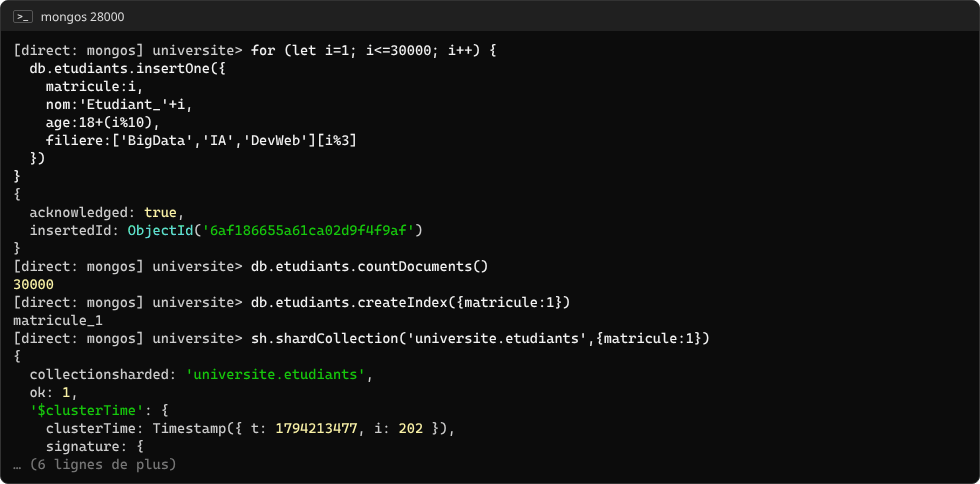 mongos 28000
[direct: mongos] universite> for (let i=1; i<=30000; i++) {
  db.etudiants.insertOne({
    matricule:i,
    nom:'Etudiant_'+i,
    age:18+(i%10),
    filiere:['BigData','IA','DevWeb'][i%3]
  })
}
{
  acknowledged: true,
  insertedId: ObjectId('6af186655a61ca02d9f4f9af')
}
[direct: mongos] universite> db.etudiants.countDocuments()
30000
[direct: mongos] universite> db.etudiants.createIndex({matricule:1})
matricule_1
[direct: mongos] universite> sh.shardCollection('universite.etudiants',{matricule:1})
{
  collectionsharded: 'universite.etudiants',
  ok: 1,
  '$clusterTime': {
    clusterTime: Timestamp({ t: 1794213477, i: 202 }),
    signature: {
… (6 lignes de plus)